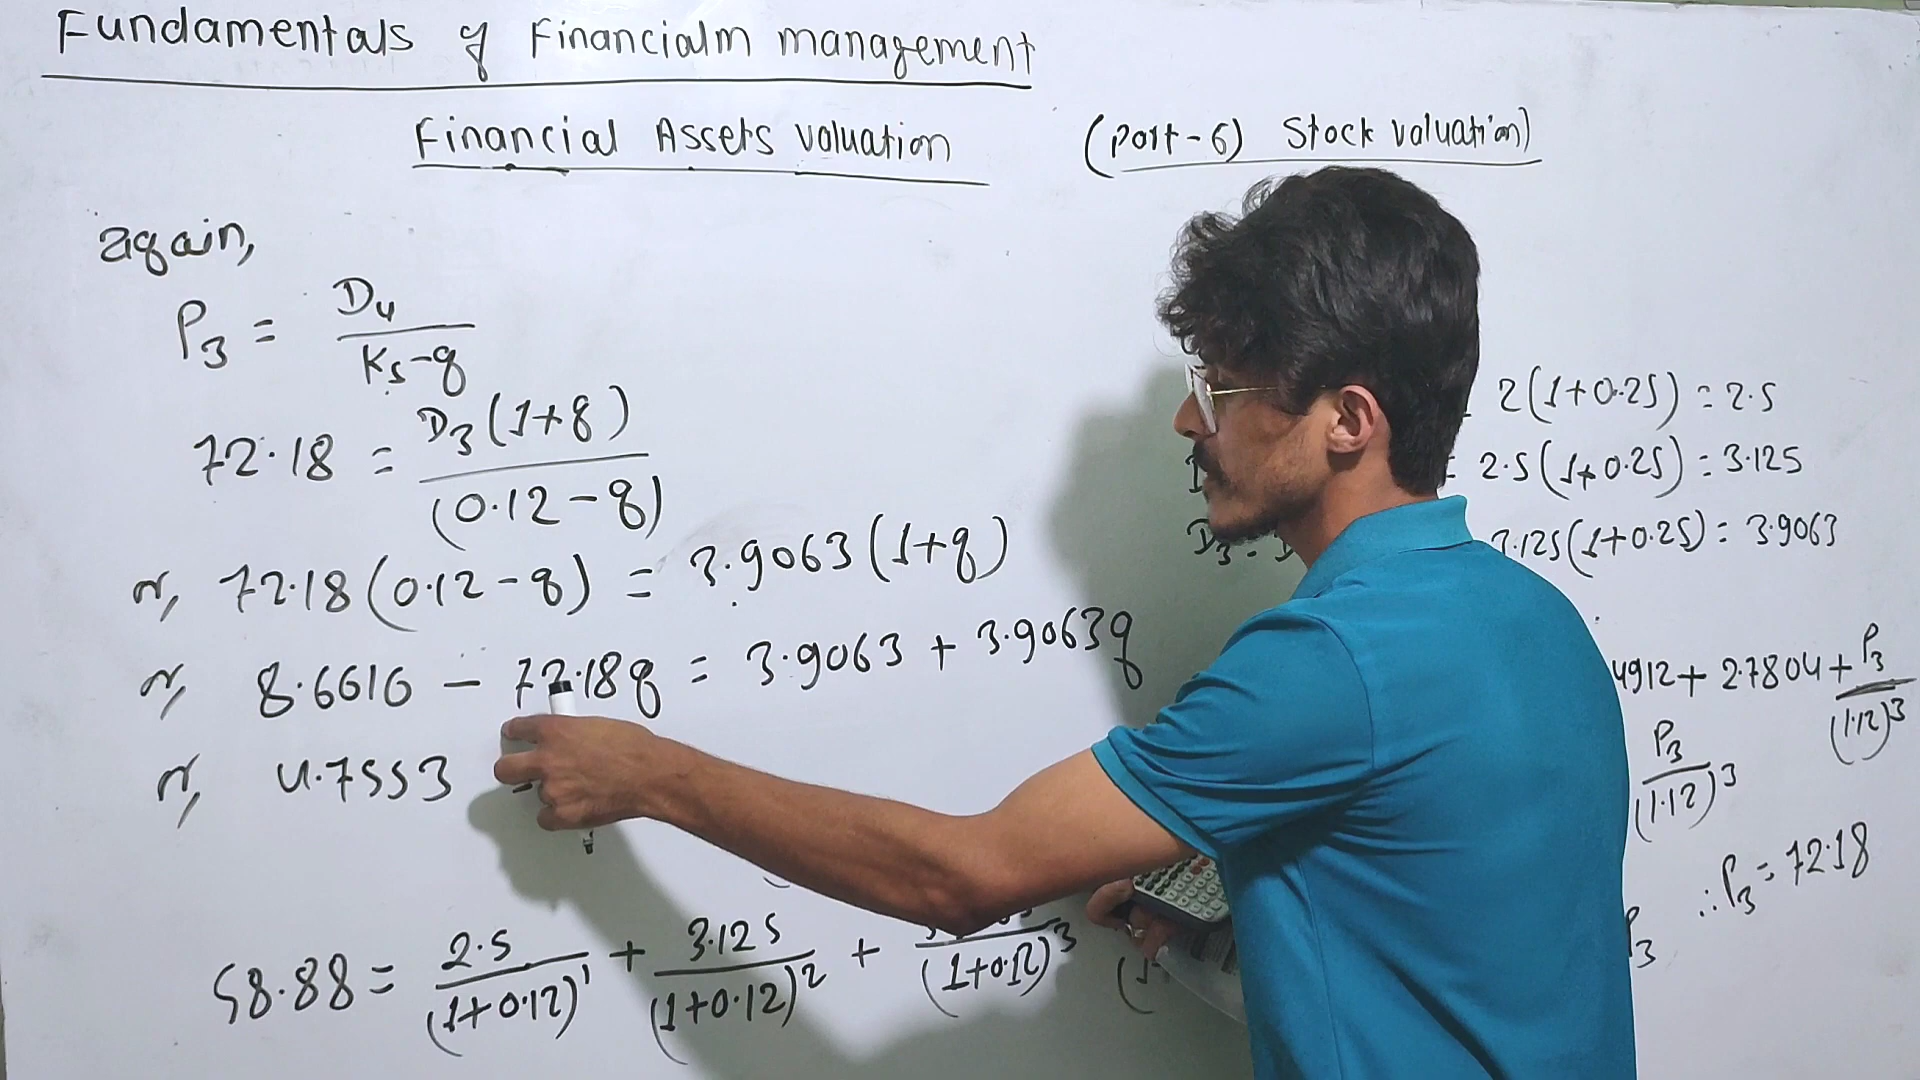 Fundamentals of Financialm management
Financial Assets valuation
(Part-6) Stock valuation)
again,
P₃ = D₄ / Ks-g
72.18 = D₃(1+g) / (0.12-g)
or, 72.18(0.12-g) = 3.9063(1+g)
or, 8.6616 - 72.18g = 3.9063 + 3.9063g
or, 4.7553
58.88 = 2.5 / (1+0.12)¹ + 3.125 / (1+0.12)² + / (1+0.12)³
2(1+0.25) = 2.5
= 2.5(1+0.25) = 3.125
D₃ = 3.125(1+0.25) = 3.9063
4912 + 2.7804 + P₃ / (1.12)³
P₃ / (1.12)³
∴ P₃ = 72.18
P₃